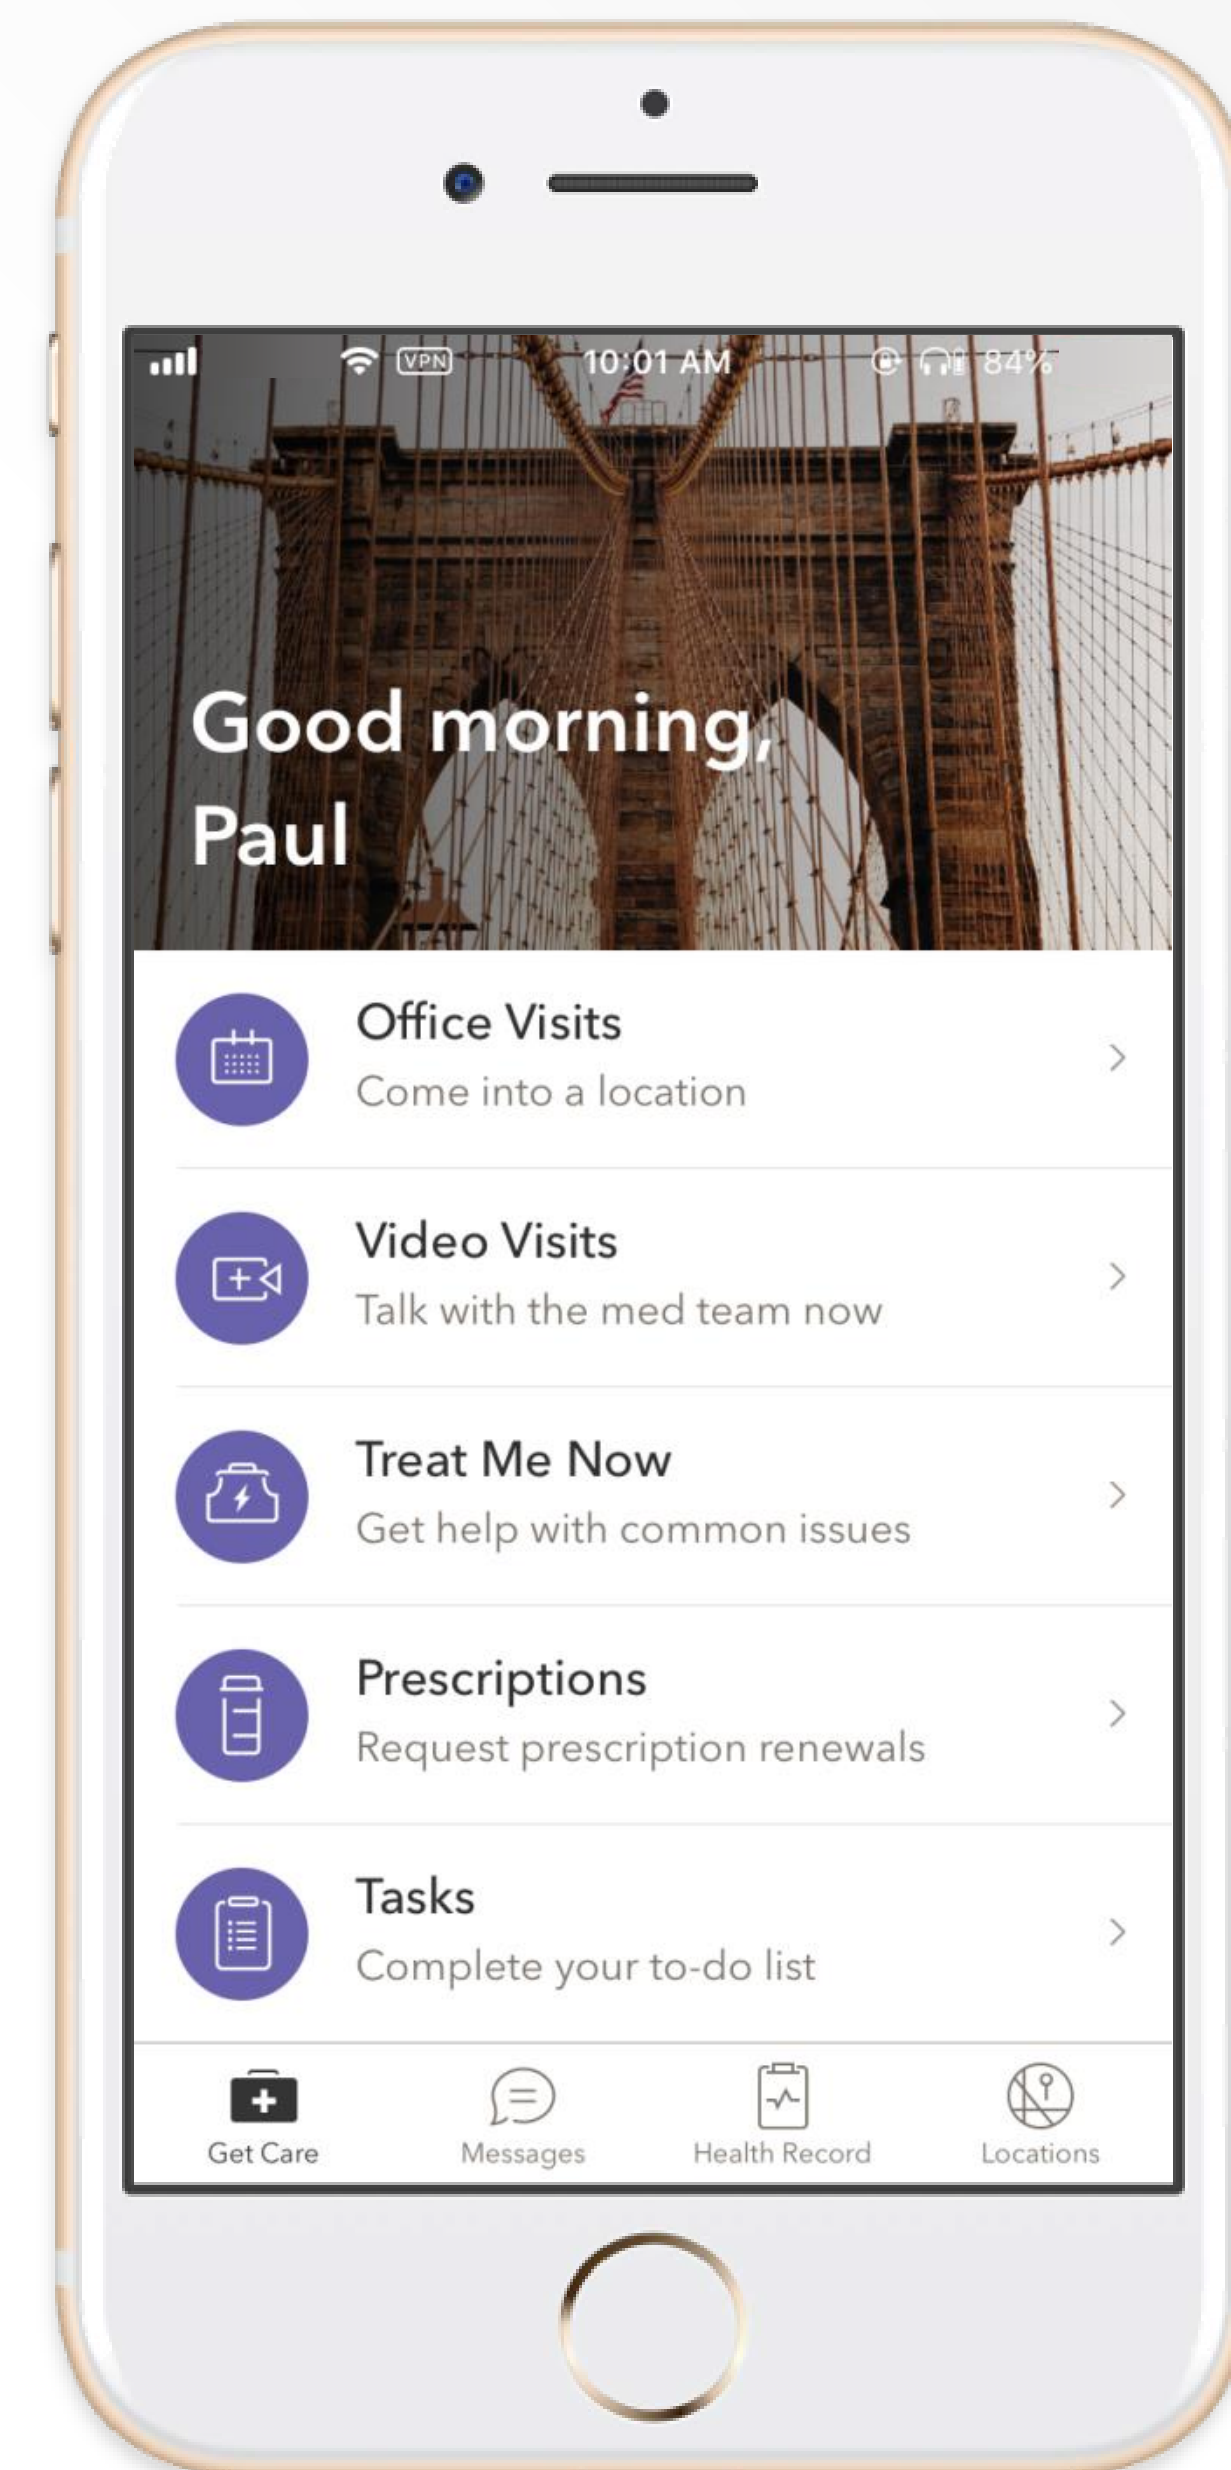 VPN 10:01 AM 84%
Good morning,
Paul
Office Visits
Come into a location
Video Visits
Talk with the med team now
Treat Me Now
Get help with common issues
Prescriptions
Request prescription renewals
Tasks
Complete your to-do list
Get Care Messages Health Record Locations